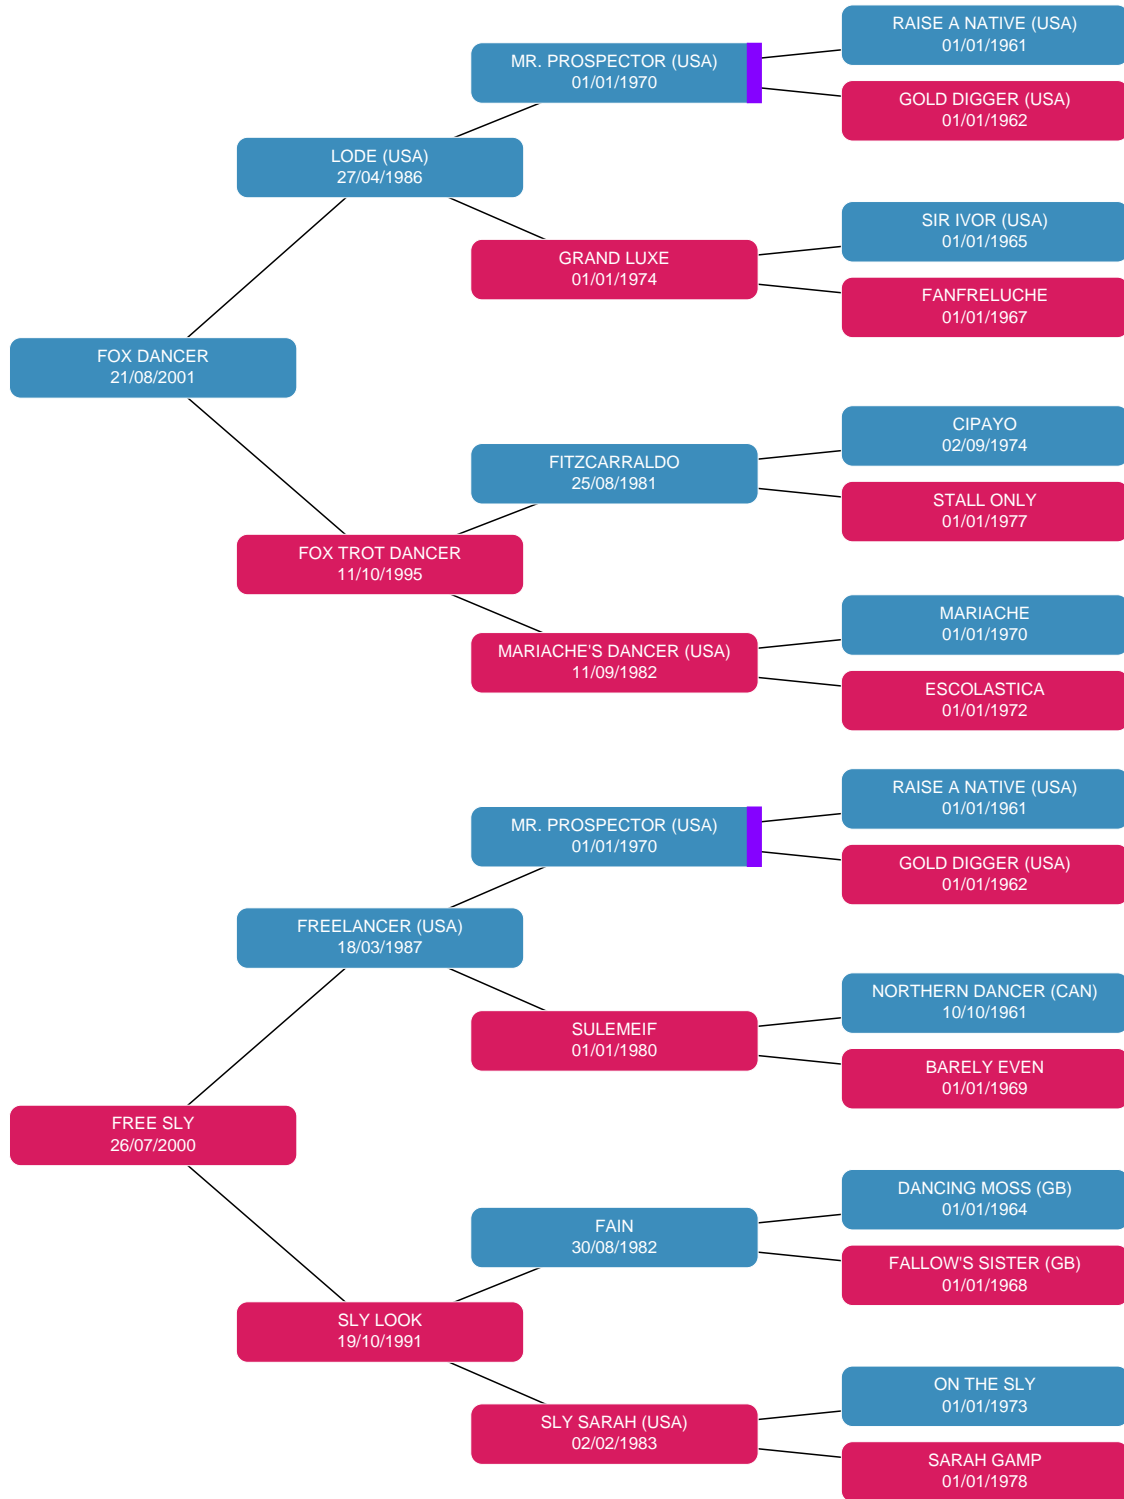 RAISE A NATIVE (USA)
01/01/1961
MR. PROSPECTOR (USA)
01/01/1970
GOLD DIGGER (USA)
01/01/1962
LODE (USA)
27/04/1986
SIR IVOR (USA)
01/01/1965
GRAND LUXE
01/01/1974
FANFRELUCHE
01/01/1967
FOX DANCER
21/08/2001
CIPAYO
02/09/1974
FITZCARRALDO
25/08/1981
STALL ONLY
01/01/1977
FOX TROT DANCER
11/10/1995
MARIACHE
01/01/1970
MARIACHE'S DANCER (USA)
11/09/1982
ESCOLASTICA
01/01/1972
RAISE A NATIVE (USA)
01/01/1961
MR. PROSPECTOR (USA)
01/01/1970
GOLD DIGGER (USA)
01/01/1962
FREELANCER (USA)
18/03/1987
NORTHERN DANCER (CAN)
10/10/1961
SULEMEIF
01/01/1980
BARELY EVEN
01/01/1969
FREE SLY
26/07/2000
DANCING MOSS (GB)
01/01/1964
FAIN
30/08/1982
FALLOW'S SISTER (GB)
01/01/1968
SLY LOOK
19/10/1991
ON THE SLY
01/01/1973
SLY SARAH (USA)
02/02/1983
SARAH GAMP
01/01/1978